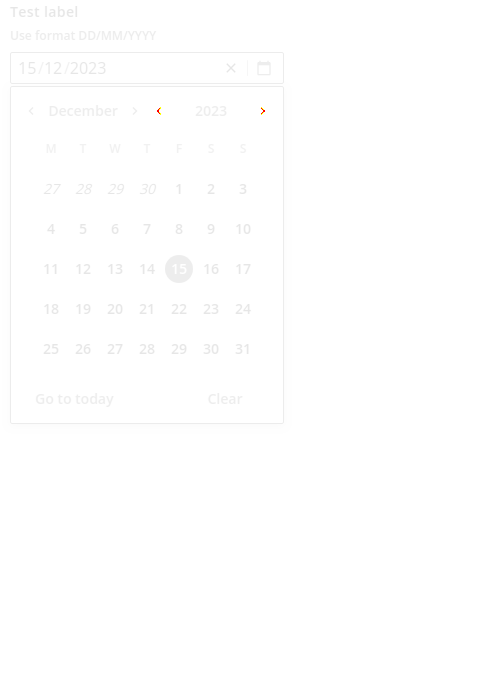 Test label
Use format DD/MM/YYYY
15/12/2023
December 2023
M T W T F S S
27 28 29 30 1 2 3
4 5 6 7 8 9 10
11 12 13 14 15 16 17
18 19 20 21 22 23 24
25 26 27 28 29 30 31
Go to today Clear